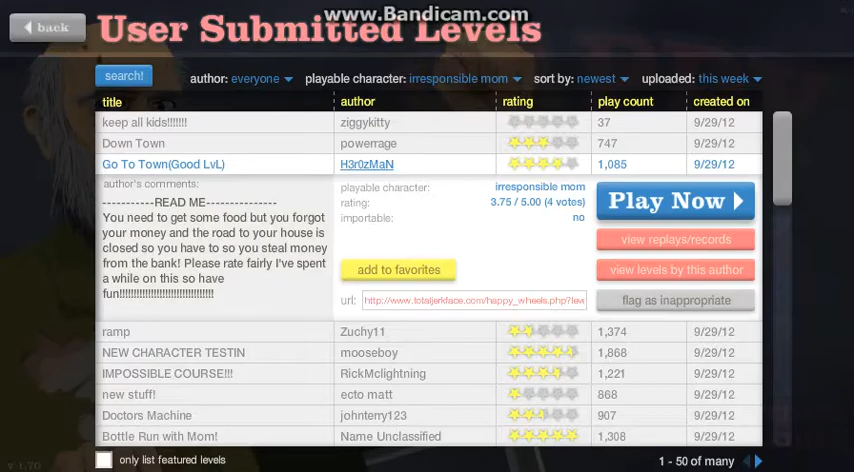 www.Bandicam.com
back
User Submitted Levels
search! author: everyone playable character: irresponsible mom sort by: newest uploaded: this week
title author rating play count created on
keep all kids!!!!!!! ziggykitty 37 9/29/12
Down Town powerrage 747 9/29/12
Go To Town(Good LvL) H3r0zMaN 1,085 9/29/12
author's comments:
-----------READ ME---------------
You need to get some food but you forgot
your money and the road to your house is
closed so you have to so you steal money
from the bank! Please rate fairly I've spent
a while on this so have
fun!!!!!!!!!!!!!!!!!!!!!!!!!!!!!!!!
playable character: irresponsible mom
rating: 3.75 / 5.00 (4 votes)
importable: no
add to favorites
url: http://www.totaljerkface.com/happy_wheels.php?leve
Play Now
view replays/records
view levels by this author
flag as inappropriate
ramp Zuchy11 1,374 9/29/12
NEW CHARACTER TESTIN mooseboy 1,868 9/29/12
IMPOSSIBLE COURSE!!! RickMclightning 1,221 9/29/12
new stuff! ecto matt 868 9/29/12
Doctors Machine johnterry123 907 9/29/12
Bottle Run with Mom! Name Unclassified 1,308 9/29/12
only list featured levels 1 - 50 of many
v 1.70